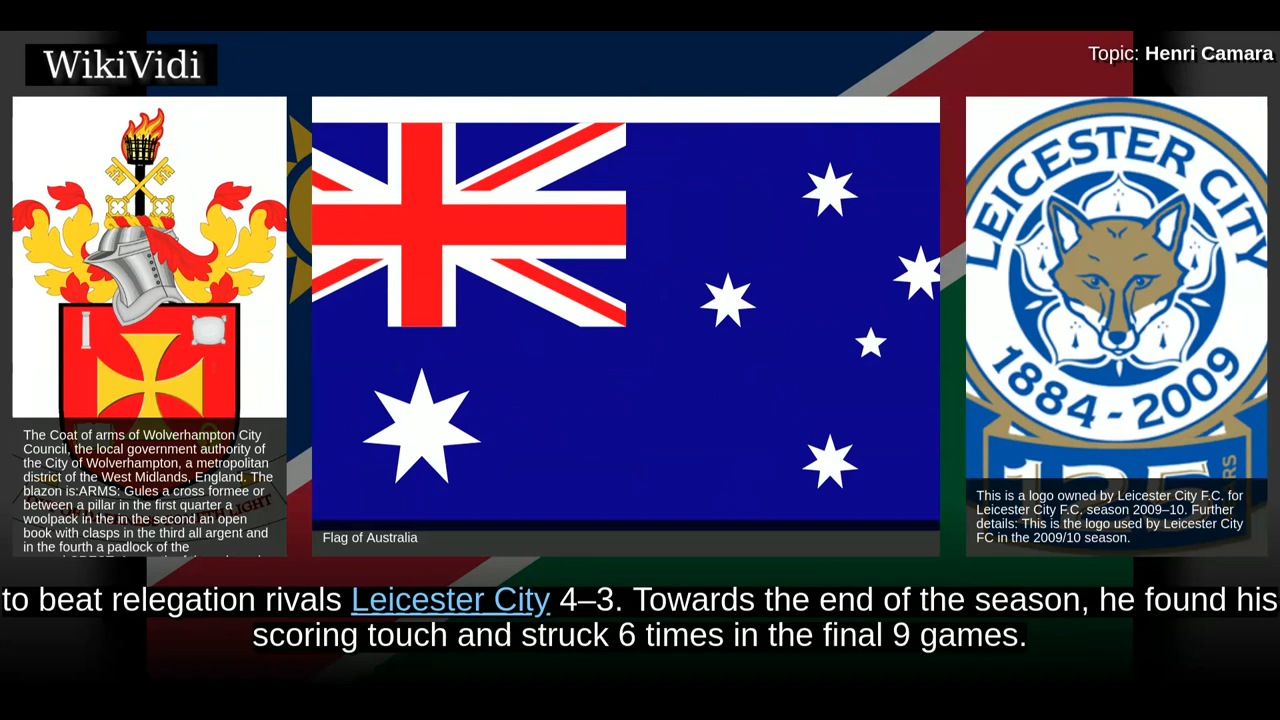 WikiVidi
Topic: Henri Camara
The Coat of arms of Wolverhampton City
Council, the local government authority of
the City of Wolverhampton, a metropolitan
district of the West Midlands, England. The
blazon is:ARMS: Gules a cross formee or
between a pillar in the first quarter a
woolpack in the in the second an open
book with clasps in the third all argent and
in the fourth a padlock of the
Flag of Australia
LEICESTER CITY
1884-2009
125
This is a logo owned by Leicester City F.C. for
Leicester City F.C. season 2009–10. Further
details: This is the logo used by Leicester City
FC in the 2009/10 season.
to beat relegation rivals Leicester City 4–3. Towards the end of the season, he found his
scoring touch and struck 6 times in the final 9 games.